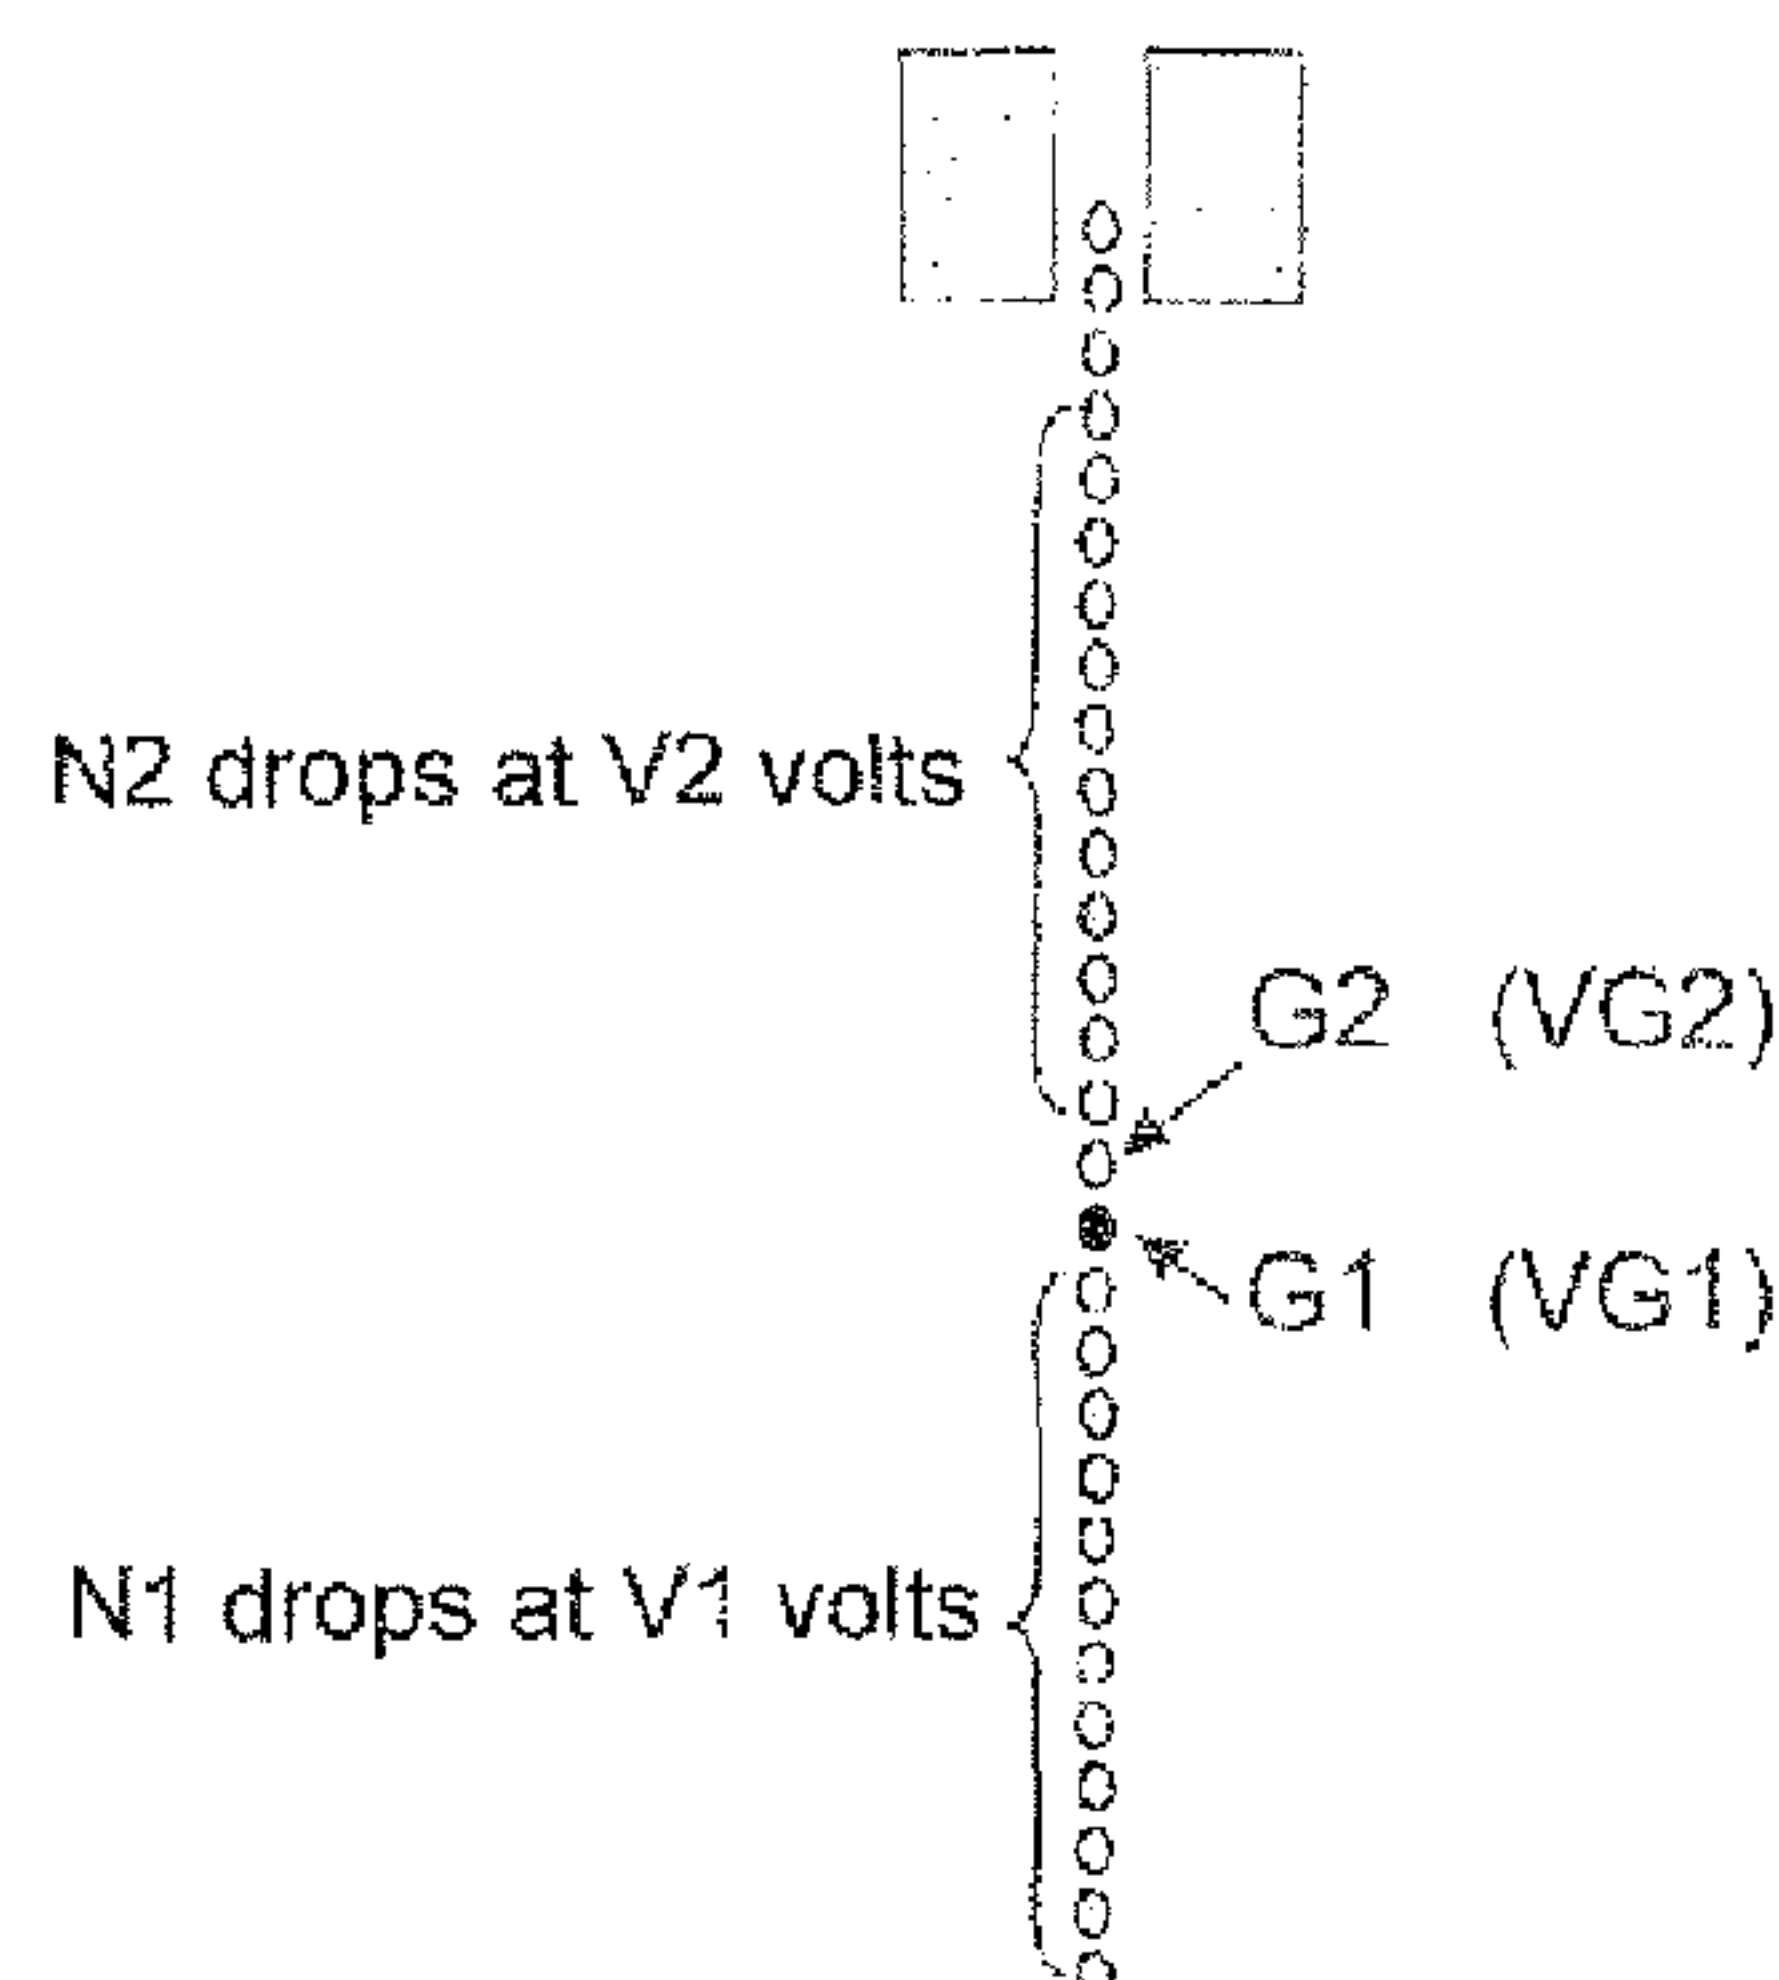 N2 drops at V2 volts
G2 (VG2)
G1 (VG1)
N1 drops at V1 volts